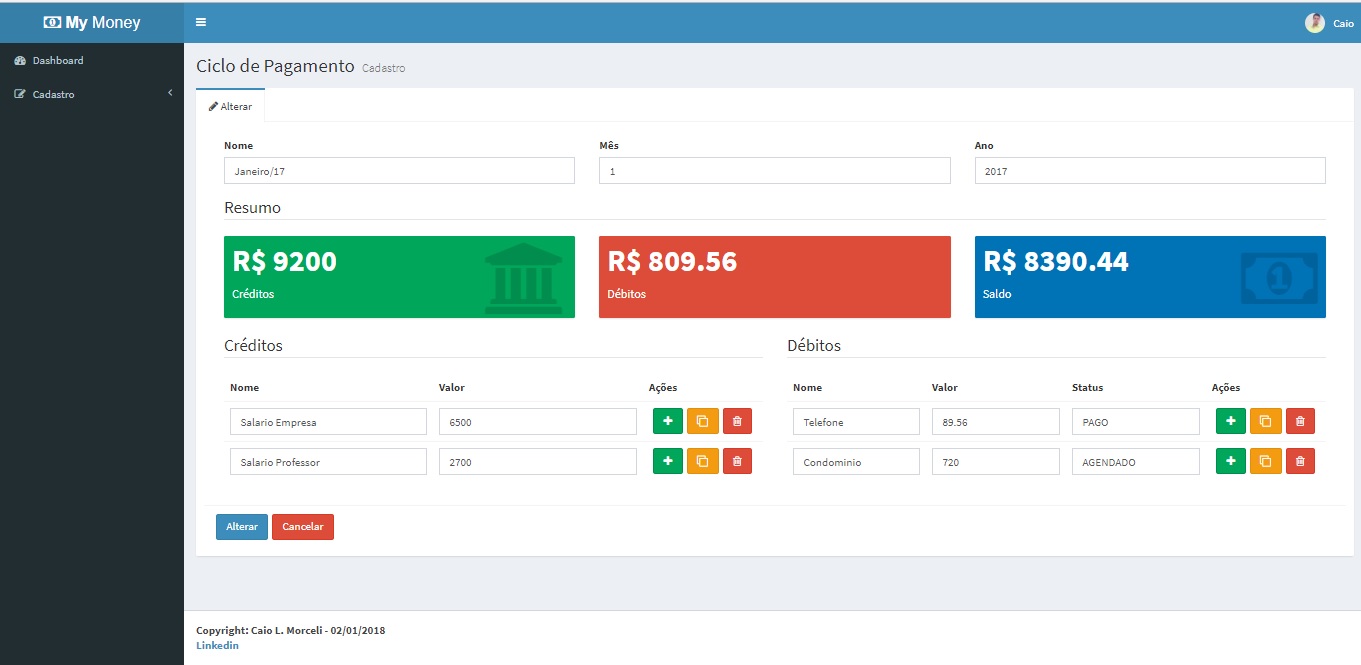 My Money
Caio
Dashboard
Cadastro
Ciclo de Pagamento Cadastro
Alterar
Nome Mês Ano
Janeiro/17 1 2017
Resumo
R$ 9200 R$ 809.56 R$ 8390.44
Créditos Débitos Saldo
Créditos Débitos
Nome Valor Ações Nome Valor Status Ações
Salario Empresa 6500 Telefone 89.56 PAGO
Salario Professor 2700 Condominio 720 AGENDADO
Alterar Cancelar
Copyright: Caio L. Morceli - 02/01/2018
Linkedin